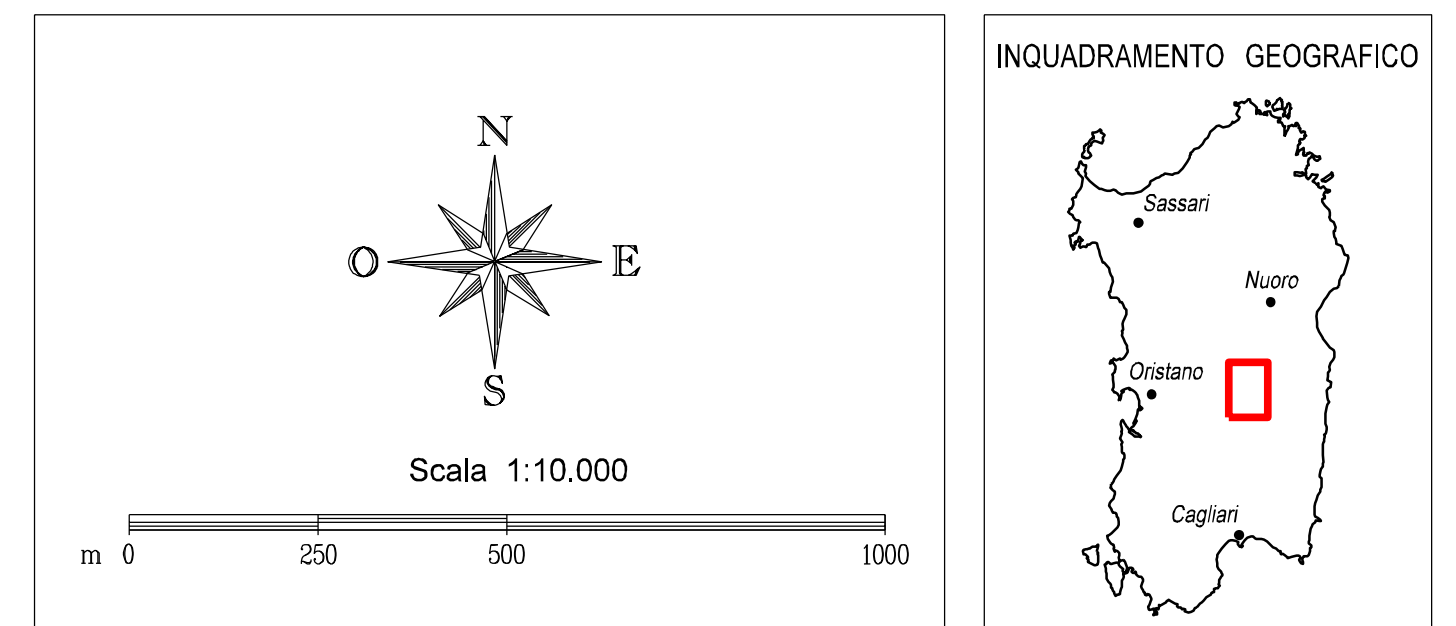 N
O E
S
Scala 1:10.000
m 0 250 500 1000
INQUADRAMENTO GEOGRAFICO
Sassari
Nuoro
Oristano
Cagliari